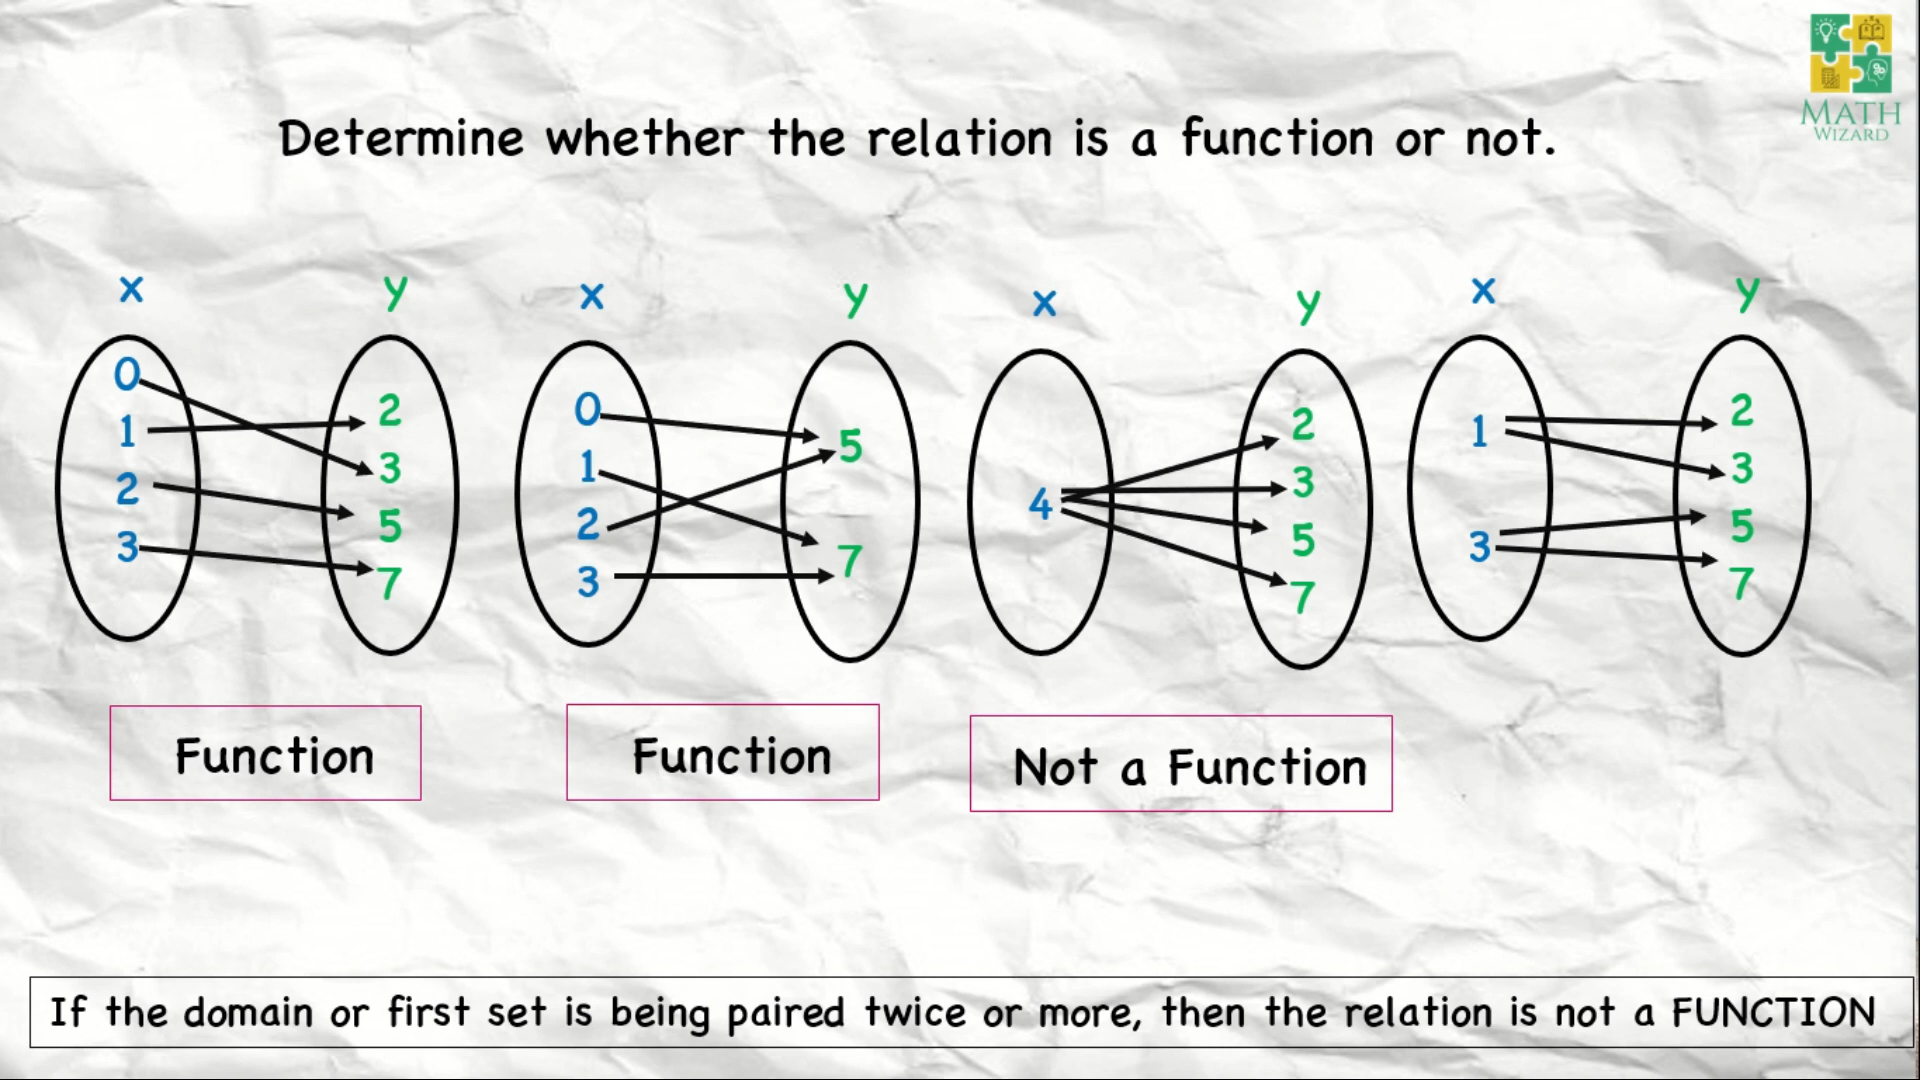 MATH
WIZARD
Determine whether the relation is a function or not.
x y x y x y x y
0 1 2 3
2 3 5 7
0 1 2 3
5 7
4
2 3 5 7
1 3
2 3 5 7
Function
Function
Not a Function
If the domain or first set is being paired twice or more, then the relation is not a FUNCTION